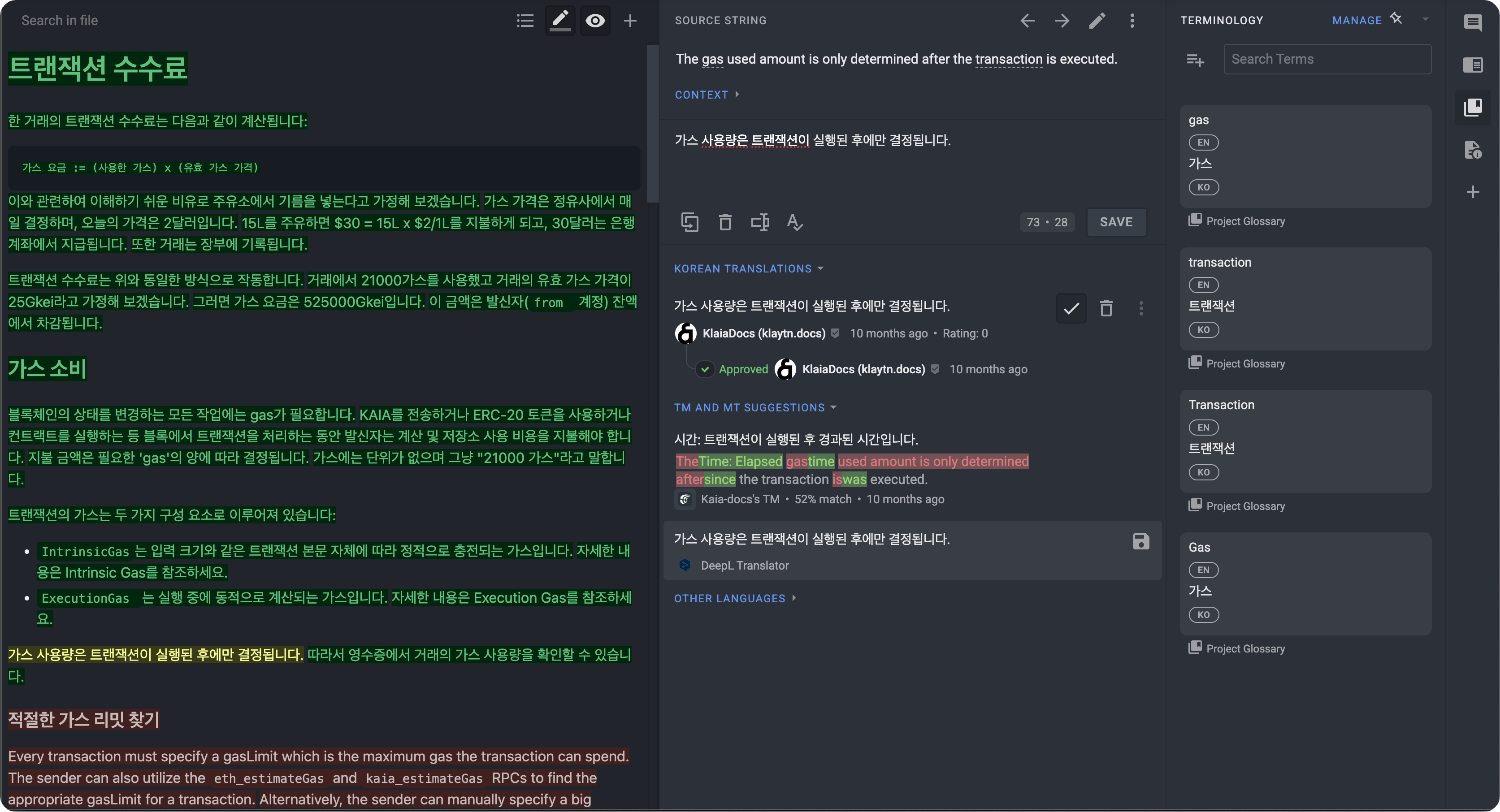 Search in file
트랜잭션 수수료
한 거래의 트랜잭션 수수료는 다음과 같이 계산됩니다:
가스 요금 := (사용한 가스) x (유효 가스 가격)
이와 관련하여 이해하기 쉬운 비유로 주유소에서 기름을 넣는다고 가정해 보겠습니다. 가스 가격은 정유사에서 매
일 결정하며, 오늘의 가격은 2달러입니다. 15L를 주유하면 $30 = 15L x $2/1L를 지불하게 되고, 30달러는 은행
계좌에서 지급됩니다. 또한 거래는 장부에 기록됩니다.
트랜잭션 수수료는 위와 동일한 방식으로 작동합니다. 거래에서 21000가스를 사용했고 거래의 유효 가스 가격이
25Gkei라고 가정해 보겠습니다. 그러면 가스 요금은 525000Gkei입니다. 이 금액은 발신자( from 계정) 잔액
에서 차감됩니다.
가스 소비
블록체인의 상태를 변경하는 모든 작업에는 gas가 필요합니다. KAIA를 전송하거나 ERC-20 토큰을 사용하거나
컨트랙트를 실행하는 등 블록에서 트랜잭션을 처리하는 동안 발신자는 계산 및 저장소 사용 비용을 지불해야 합니
다. 지불 금액은 필요한 'gas'의 양에 따라 결정됩니다. 가스에는 단위가 없으며 그냥 "21000 가스"라고 말합니
다.
트랜잭션의 가스는 두 가지 구성 요소로 이루어져 있습니다:
• IntrinsicGas 는 입력 크기와 같은 트랜잭션 본문 자체에 따라 정적으로 충전되는 가스입니다. 자세한 내
용은 Intrinsic Gas를 참조하세요.
• ExecutionGas 는 실행 중에 동적으로 계산되는 가스입니다. 자세한 내용은 Execution Gas를 참조하세
요.
가스 사용량은 트랜잭션이 실행된 후에만 결정됩니다. 따라서 영수증에서 거래의 가스 사용량을 확인할 수 있습니
다.
적절한 가스 리밋 찾기
Every transaction must specify a gasLimit which is the maximum gas the transaction can spend.
The sender can also utilize the eth_estimateGas and kaia_estimateGas RPCs to find the
appropriate gasLimit for a transaction. Alternatively, the sender can manually specify a big
SOURCE STRING
The gas used amount is only determined after the transaction is executed.
CONTEXT
가스 사용량은 트랜잭션이 실행된 후에만 결정됩니다.
73 • 28
SAVE
KOREAN TRANSLATIONS
가스 사용량은 트랜잭션이 실행된 후에만 결정됩니다.
KlaiaDocs (klaytn.docs) 10 months ago • Rating: 0
Approved KlaiaDocs (klaytn.docs) 10 months ago
TM AND MT SUGGESTIONS
시간: 트랜잭션이 실행된 후 경과된 시간입니다.
TheTime: Elapsed gastime used amount is only determined
aftersince the transaction iswas executed.
Kaia-docs's TM • 52% match • 10 months ago
가스 사용량은 트랜잭션이 실행된 후에만 결정됩니다.
DeepL Translator
OTHER LANGUAGES
TERMINOLOGY
MANAGE
Search Terms
gas
EN
가스
KO
Project Glossary
transaction
EN
트랜잭션
KO
Project Glossary
Transaction
EN
트랜잭션
KO
Project Glossary
Gas
EN
가스
KO
Project Glossary